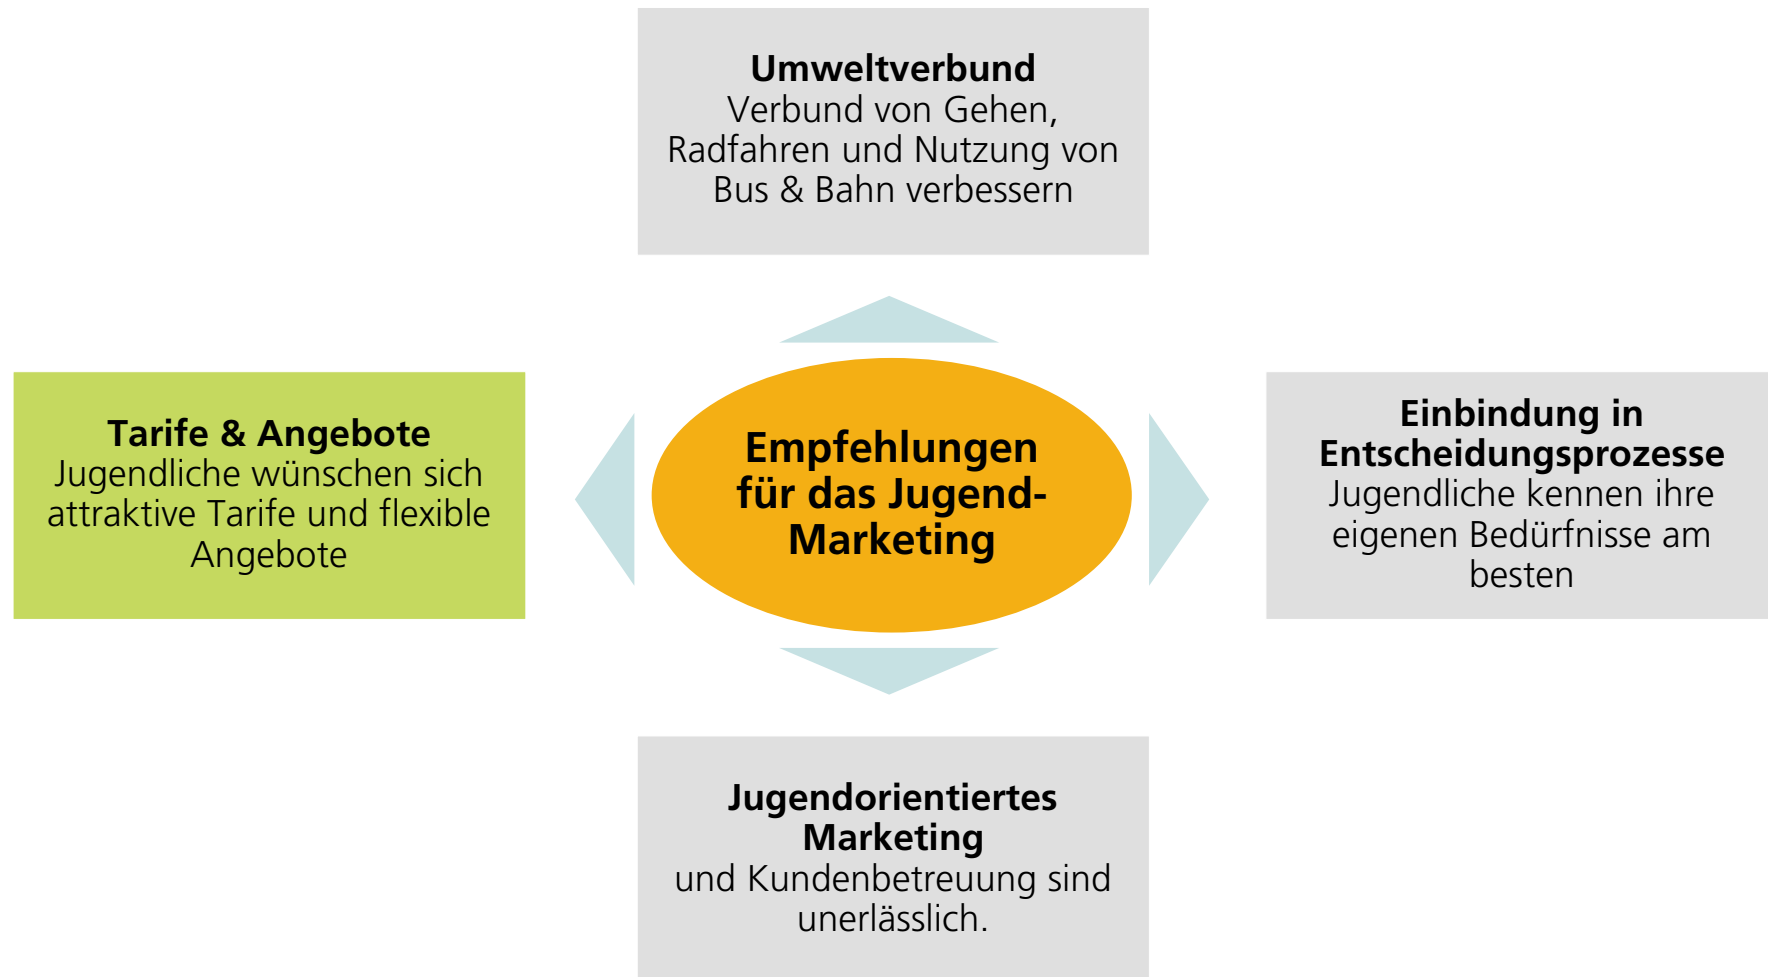 Umweltverbund
Verbund von Gehen,
Radfahren und Nutzung von
Bus & Bahn verbessern
Tarife & Angebote
Jugendliche wünschen sich
attraktive Tarife und flexible
Angebote
Empfehlungen
für das Jugend-
Marketing
Einbindung in
Entscheidungsprozesse
Jugendliche kennen ihre
eigenen Bedürfnisse am
besten
Jugendorientiertes
Marketing
und Kundenbetreuung sind
unerlässlich.